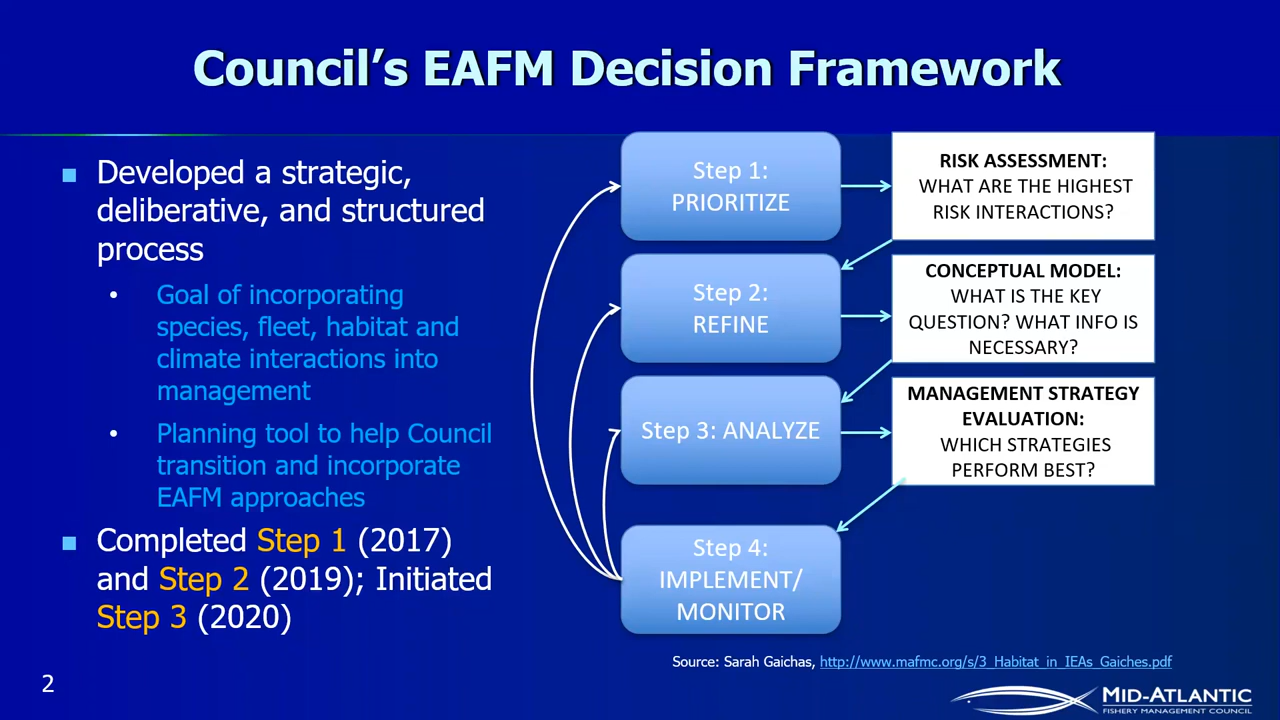 Council's EAFM Decision Framework
Developed a strategic,
deliberative, and structured
process
Goal of incorporating
species, fleet, habitat and
climate interactions into
management
Planning tool to help Council
transition and incorporate
EAFM approaches
Completed Step 1 (2017)
and Step 2 (2019); Initiated
Step 3 (2020)
Step 1:
PRIORITIZE
RISK ASSESSMENT:
WHAT ARE THE HIGHEST
RISK INTERACTIONS?
Step 2:
REFINE
CONCEPTUAL MODEL:
WHAT IS THE KEY
QUESTION? WHAT INFO IS
NECESSARY?
Step 3: ANALYZE
MANAGEMENT STRATEGY
EVALUATION:
WHICH STRATEGIES
PERFORM BEST?
Step 4:
IMPLEMENT/
MONITOR
Source: Sarah Gaichas, http://www.mafmc.org/s/3_Habitat_in_IEAs_Gaiches.pdf
2
MID-ATLANTIC
FISHERY MANAGEMENT COUNCIL